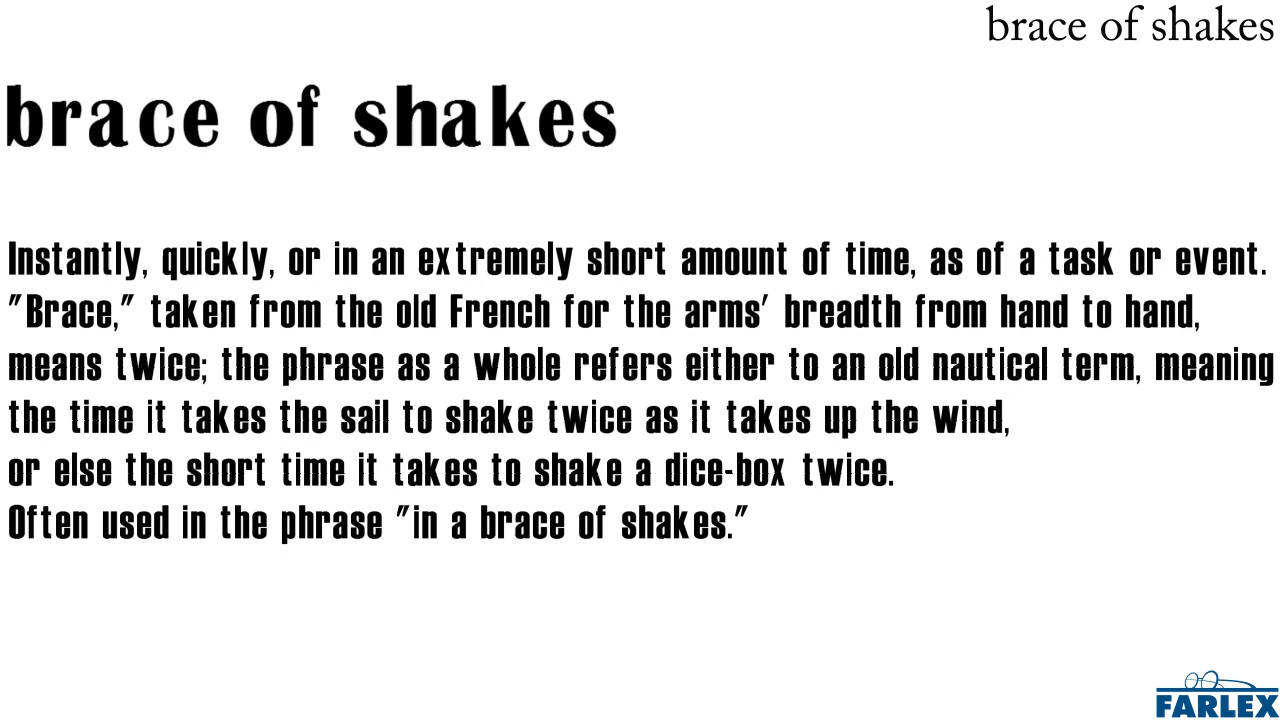 brace of shakes
brace of shakes
Instantly, quickly, or in an extremely short amount of time, as of a task or event.
"Brace," taken from the old French for the arms' breadth from hand to hand,
means twice; the phrase as a whole refers either to an old nautical term, meaning
the time it takes the sail to shake twice as it takes up the wind,
or else the short time it takes to shake a dice-box twice.
Often used in the phrase "in a brace of shakes."
FARLEX